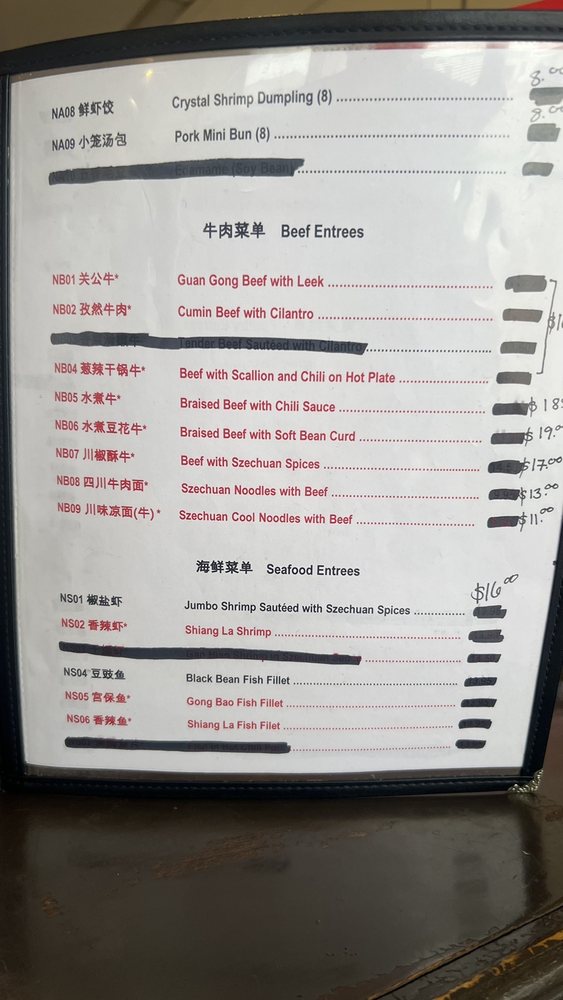 8.00
NA08 鲜虾饺 Crystal Shrimp Dumpling (8)
8.00
NA09 小笼汤包 Pork Mini Bun (8)
Edamame (Soy Bean)
牛肉菜单 Beef Entrees
NB01 关公牛* Guan Gong Beef with Leek
NB02 孜然牛肉* Cumin Beef with Cilantro
Tender Beef Sautéed with Cilantro
NB04 葱辣干锅牛* Beef with Scallion and Chili on Hot Plate
NB05 水煮牛* Braised Beef with Chili Sauce $18
NB06 水煮豆花牛* Braised Beef with Soft Bean Curd $19.00
NB07 川椒酥牛* Beef with Szechuan Spices $17.00
NB08 四川牛肉面* Szechuan Noodles with Beef $13.00
NB09 川味凉面(牛)* Szechuan Cool Noodles with Beef $11.00
海鲜菜单 Seafood Entrees
$16.00
NS01 椒盐虾 Jumbo Shrimp Sautéed with Szechuan Spices
NS02 香辣虾* Shiang La Shrimp
NS04 豆豉鱼 Black Bean Fish Fillet
NS05 宫保鱼* Gong Bao Fish Fillet
NS06 香辣鱼* Shiang La Fish Filet